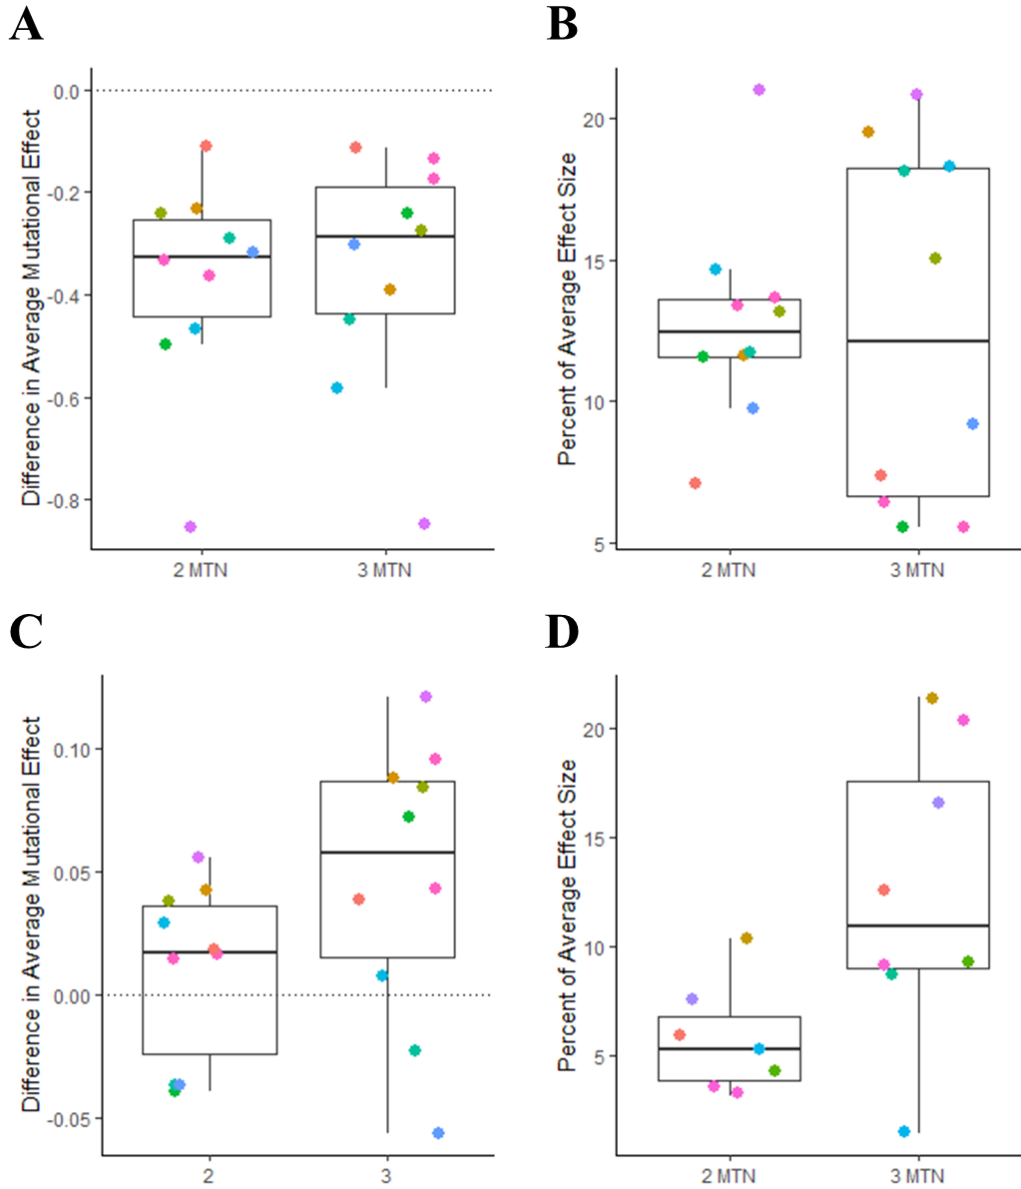 A
Difference in Average Mutational Effect
0.0
-0.2
-0.4
-0.6
-0.8
2 MTN
3 MTN
B
Percent of Average Effect Size
20
15
10
5
2 MTN
3 MTN
C
Difference in Average Mutational Effect
0.10
0.05
0.00
-0.05
2
3
D
Percent of Average Effect Size
20
15
10
5
2 MTN
3 MTN